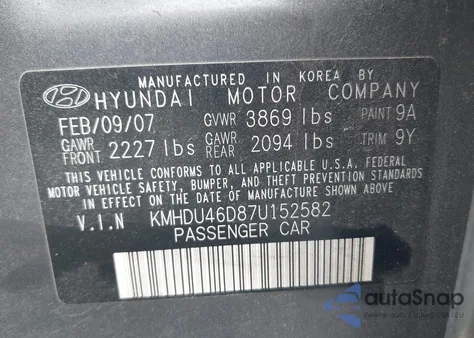 MANUFACTURED IN KOREA BY
HYUNDAI MOTOR COMPANY
FEB/09/07 GVWR 3869 lbs PAINT 9A
GAWR FRONT 2227 lbs GAWR REAR 2094 lbs TRIM 9Y
THIS VEHICLE CONFORMS TO ALL APPLICABLE U.S.A. FEDERAL
MOTOR VEHICLE SAFETY, BUMPER, AND THEFT PREVENTION STANDARDS
IN EFFECT ON THE DATE OF MANUFACTURE SHOWN ABOVE.
V.I.N KMHDU46D87U152582
PASSENGER CAR
autaSnap